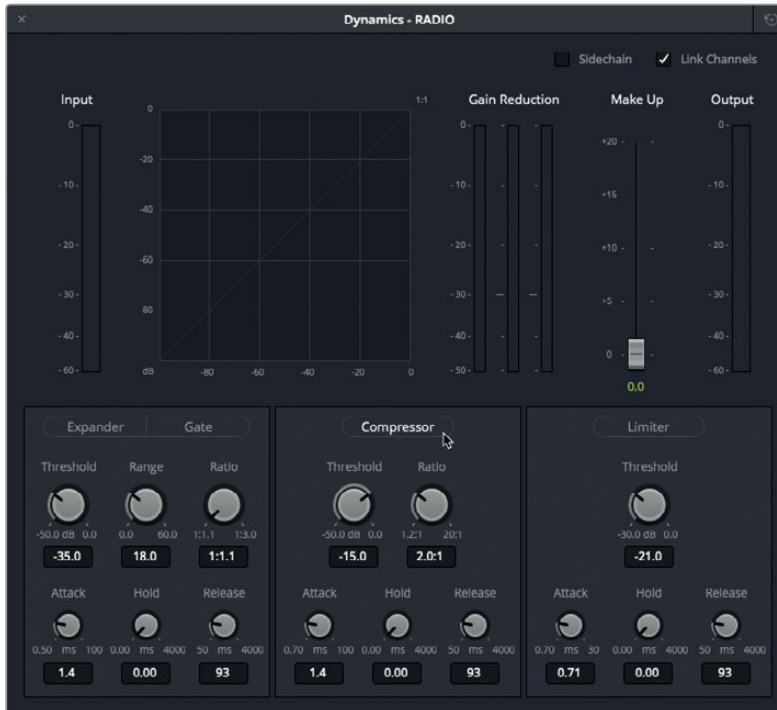 Dynamics - RADIO
Sidechain Link Channels
Input 1:1 Gain Reduction Make Up Output
0 - 0 0 - 0 -
+20 -
- 10 - -20 - 10 - +15 - - 10 -
-40
- 20 - - 20 - +10 - - 20 -
-60
- 30 - - 30 - +5 - - 30 -
80
- 40 - - 40 - 0 - - 40 -
- 60 - dB -80 -60 -40 -20 0 - 50 - - 60 -
0.0
Expander Gate Compressor Limiter
Threshold Range Ratio Threshold Ratio Threshold
-50.0 dB 0.0 0.0 60.0 1:1.1 1:3.0 -50.0 dB 0.0 1.2:1 20:1 -30.0 dB 0.0
-35.0 18.0 1:1.1 -15.0 2.0:1 -21.0
Attack Hold Release Attack Hold Release Attack Hold Release
0.50 ms 100 0.00 ms 4000 50 ms 4000 0.70 ms 100 0.00 ms 4000 50 ms 4000 0.70 ms 30 0.00 ms 4000 50 ms 4000
1.4 0.00 93 1.4 0.00 93 0.71 0.00 93